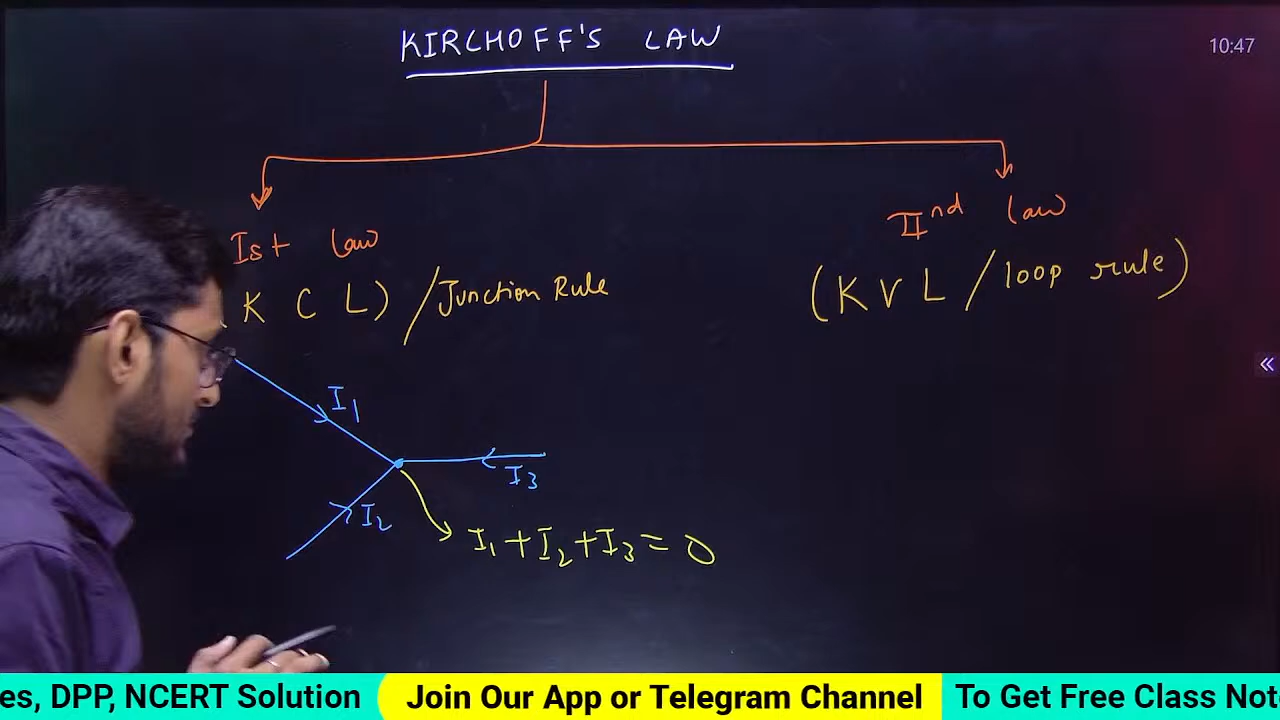 KIRCHOFF'S LAW
10:47
Ist law
K C L) / Junction Rule
IInd law
(K V L / loop rule)
I1
I3
I2
I1 + I2 + I3 = 0
es, DPP, NCERT Solution
Join Our App or Telegram Channel
To Get Free Class Not